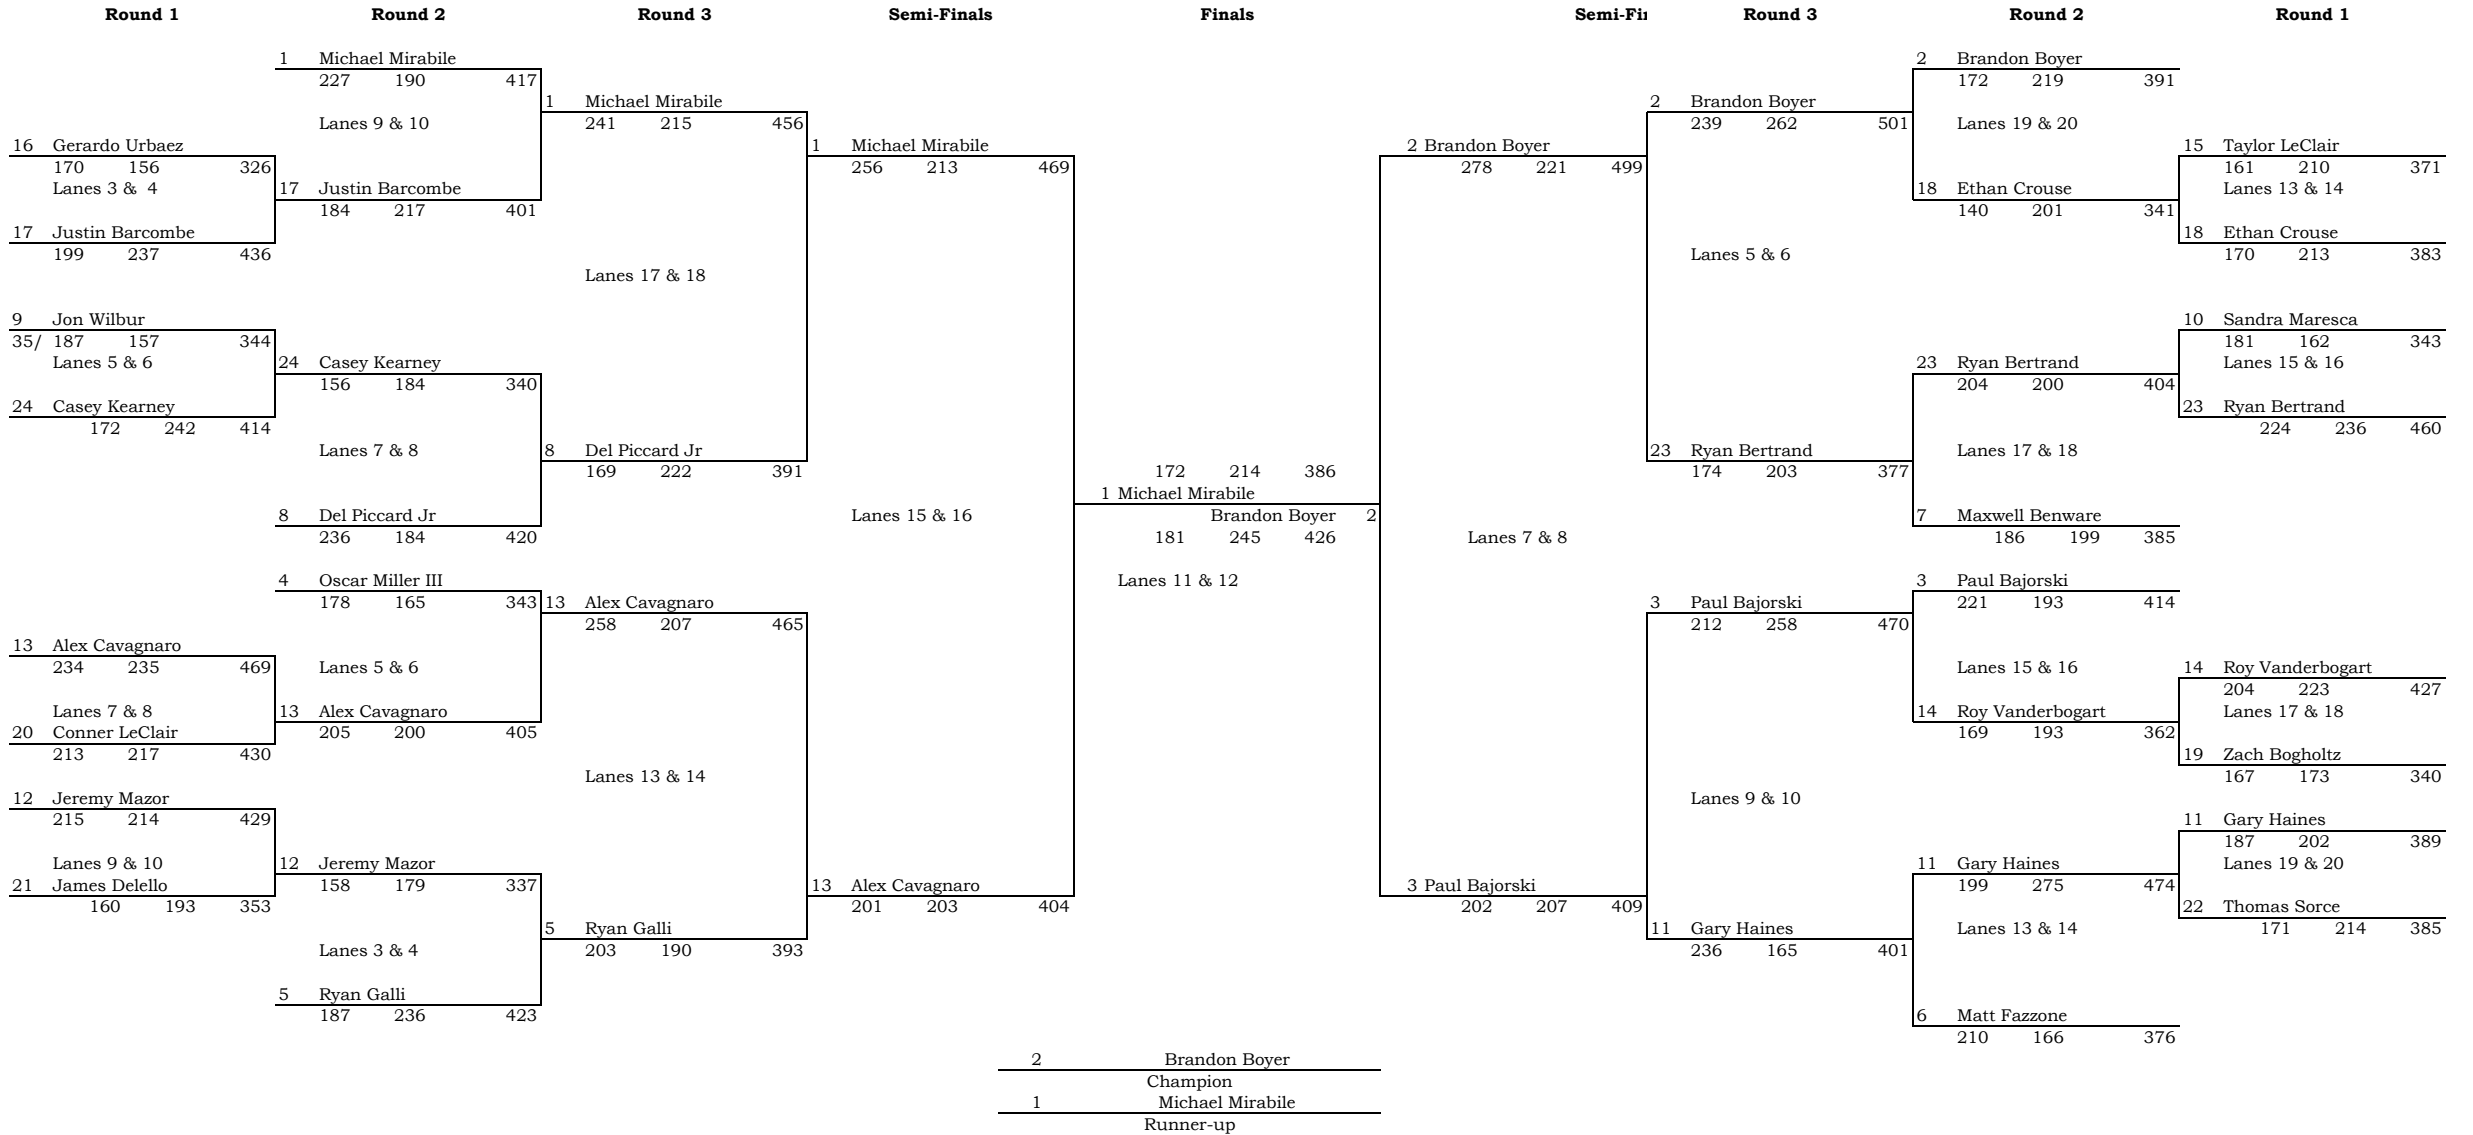 Round 1 Round 2 Round 3 Semi-Finals Finals Semi-Fi Round 3 Round 2 Round 1
1 Michael Mirabile 2 Brandon Boyer
227 190 417 172 219 391
1 Michael Mirabile 2 Brandon Boyer
Lanes 9 & 10 241 215 456 239 262 501 Lanes 19 & 20
16 Gerardo Urbaez 1 Michael Mirabile 2 Brandon Boyer 15 Taylor LeClair
170 156 326 256 213 469 278 221 499 161 210 371
Lanes 3 & 4 17 Justin Barcombe 18 Ethan Crouse Lanes 13 & 14
184 217 401 140 201 341
17 Justin Barcombe 18 Ethan Crouse
199 237 436 Lanes 5 & 6 170 213 383
Lanes 17 & 18
9 Jon Wilbur 10 Sandra Maresca
35/ 187 157 344 181 162 343
Lanes 5 & 6 24 Casey Kearney 23 Ryan Bertrand Lanes 15 & 16
156 184 340 204 200 404
24 Casey Kearney 23 Ryan Bertrand
172 242 414 224 236 460
Lanes 7 & 8 8 Del Piccard Jr 23 Ryan Bertrand Lanes 17 & 18
169 222 391 172 214 386 174 203 377
1 Michael Mirabile
8 Del Piccard Jr Lanes 15 & 16 Brandon Boyer 2 7 Maxwell Benware
236 184 420 181 245 426 Lanes 7 & 8 186 199 385
4 Oscar Miller III Lanes 11 & 12 3 Paul Bajorski
178 165 343 13 Alex Cavagnaro 3 Paul Bajorski 221 193 414
258 207 465 212 258 470
13 Alex Cavagnaro
234 235 469 Lanes 5 & 6 Lanes 15 & 16 14 Roy Vanderbogart
204 223 427
Lanes 7 & 8 13 Alex Cavagnaro 14 Roy Vanderbogart Lanes 17 & 18
20 Conner LeClair 205 200 405 169 193 362
213 217 430 19 Zach Bogholtz
Lanes 13 & 14 167 173 340
12 Jeremy Mazor Lanes 9 & 10
215 214 429 11 Gary Haines
187 202 389
Lanes 9 & 10 12 Jeremy Mazor 11 Gary Haines Lanes 19 & 20
21 James Delello 158 179 337 13 Alex Cavagnaro 3 Paul Bajorski 199 275 474
160 193 353 201 203 404 202 207 409 22 Thomas Sorce
5 Ryan Galli 11 Gary Haines Lanes 13 & 14 171 214 385
Lanes 3 & 4 203 190 393 236 165 401
5 Ryan Galli
187 236 423 6 Matt Fazzone
210 166 376
2 Brandon Boyer
Champion
1 Michael Mirabile
Runner-up